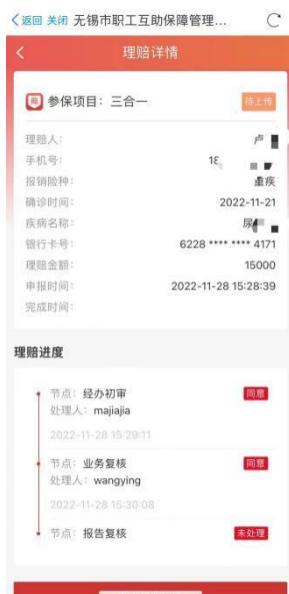 返回 关闭 无锡市职工互助保障管理...
理赔详情
参保项目：三合一 待上传
理赔人：
手机号： 18
报销险种： 重疾
确诊时间： 2022-11-21
疾病名称： 尿
银行卡号： 6228 **** **** 4171
理赔金额： 15000
申报时间： 2022-11-28 15:28:39
完成时间：
理赔进度
节点：经办初审 同意
处理人：majiajia
2022-11-28 15:29:11
节点：业务复核 同意
处理人：wangying
2022-11-28 15:30:08
节点：报告复核 未处理